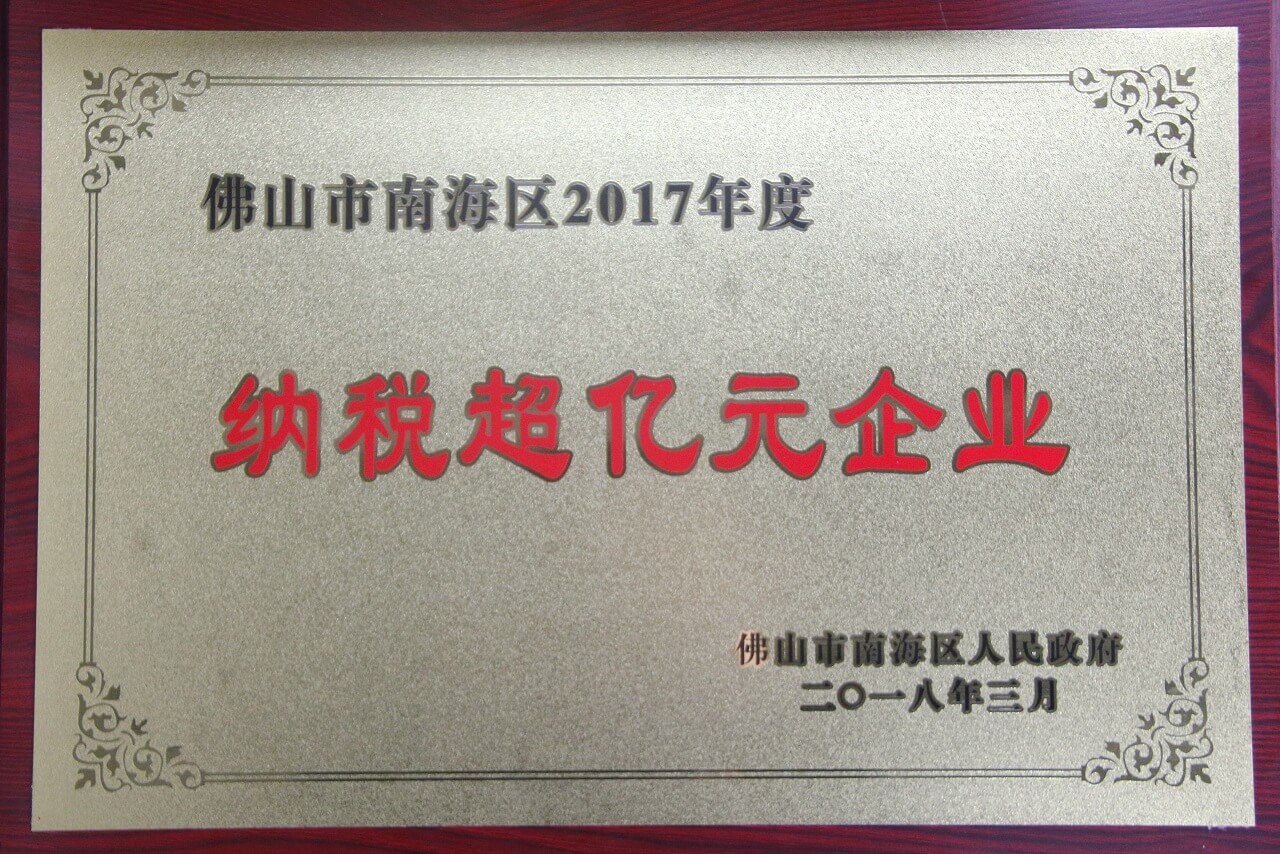 佛山市南海区2017年度
纳税超亿元企业
佛山市南海区人民政府
二〇一八年三月